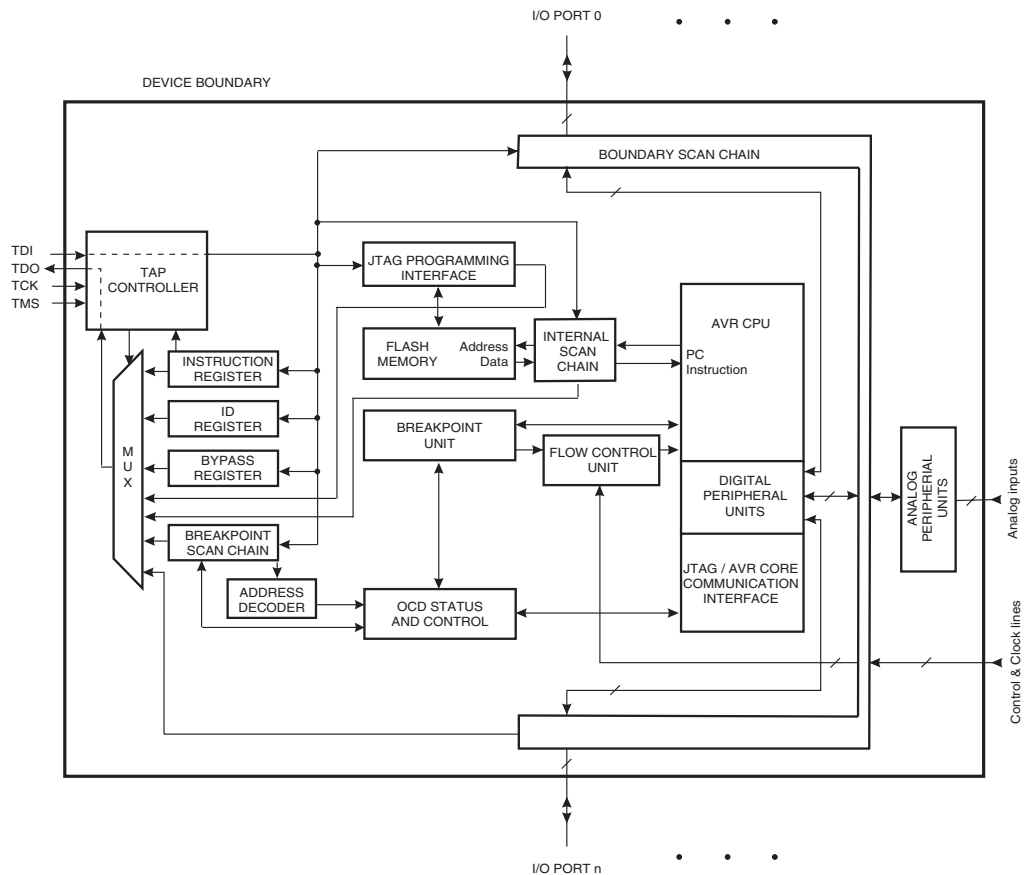 I/O PORT 0
DEVICE BOUNDARY
BOUNDARY SCAN CHAIN
TDI
TDO
TCK
TMS
TAP
CONTROLLER
JTAG PROGRAMMING
INTERFACE
AVR CPU
FLASH
MEMORY
Address
Data
INTERNAL
SCAN
CHAIN
PC
Instruction
INSTRUCTION
REGISTER
ID
REGISTER
BYPASS
REGISTER
MUX
BREAKPOINT
UNIT
FLOW CONTROL
UNIT
DIGITAL
PERIPHERAL
UNITS
ANALOG
PERIPHERIAL
UNITS
Analog inputs
BREAKPOINT
SCAN CHAIN
ADDRESS
DECODER
OCD STATUS
AND CONTROL
JTAG / AVR CORE
COMMUNICATION
INTERFACE
Control & Clock lines
I/O PORT n